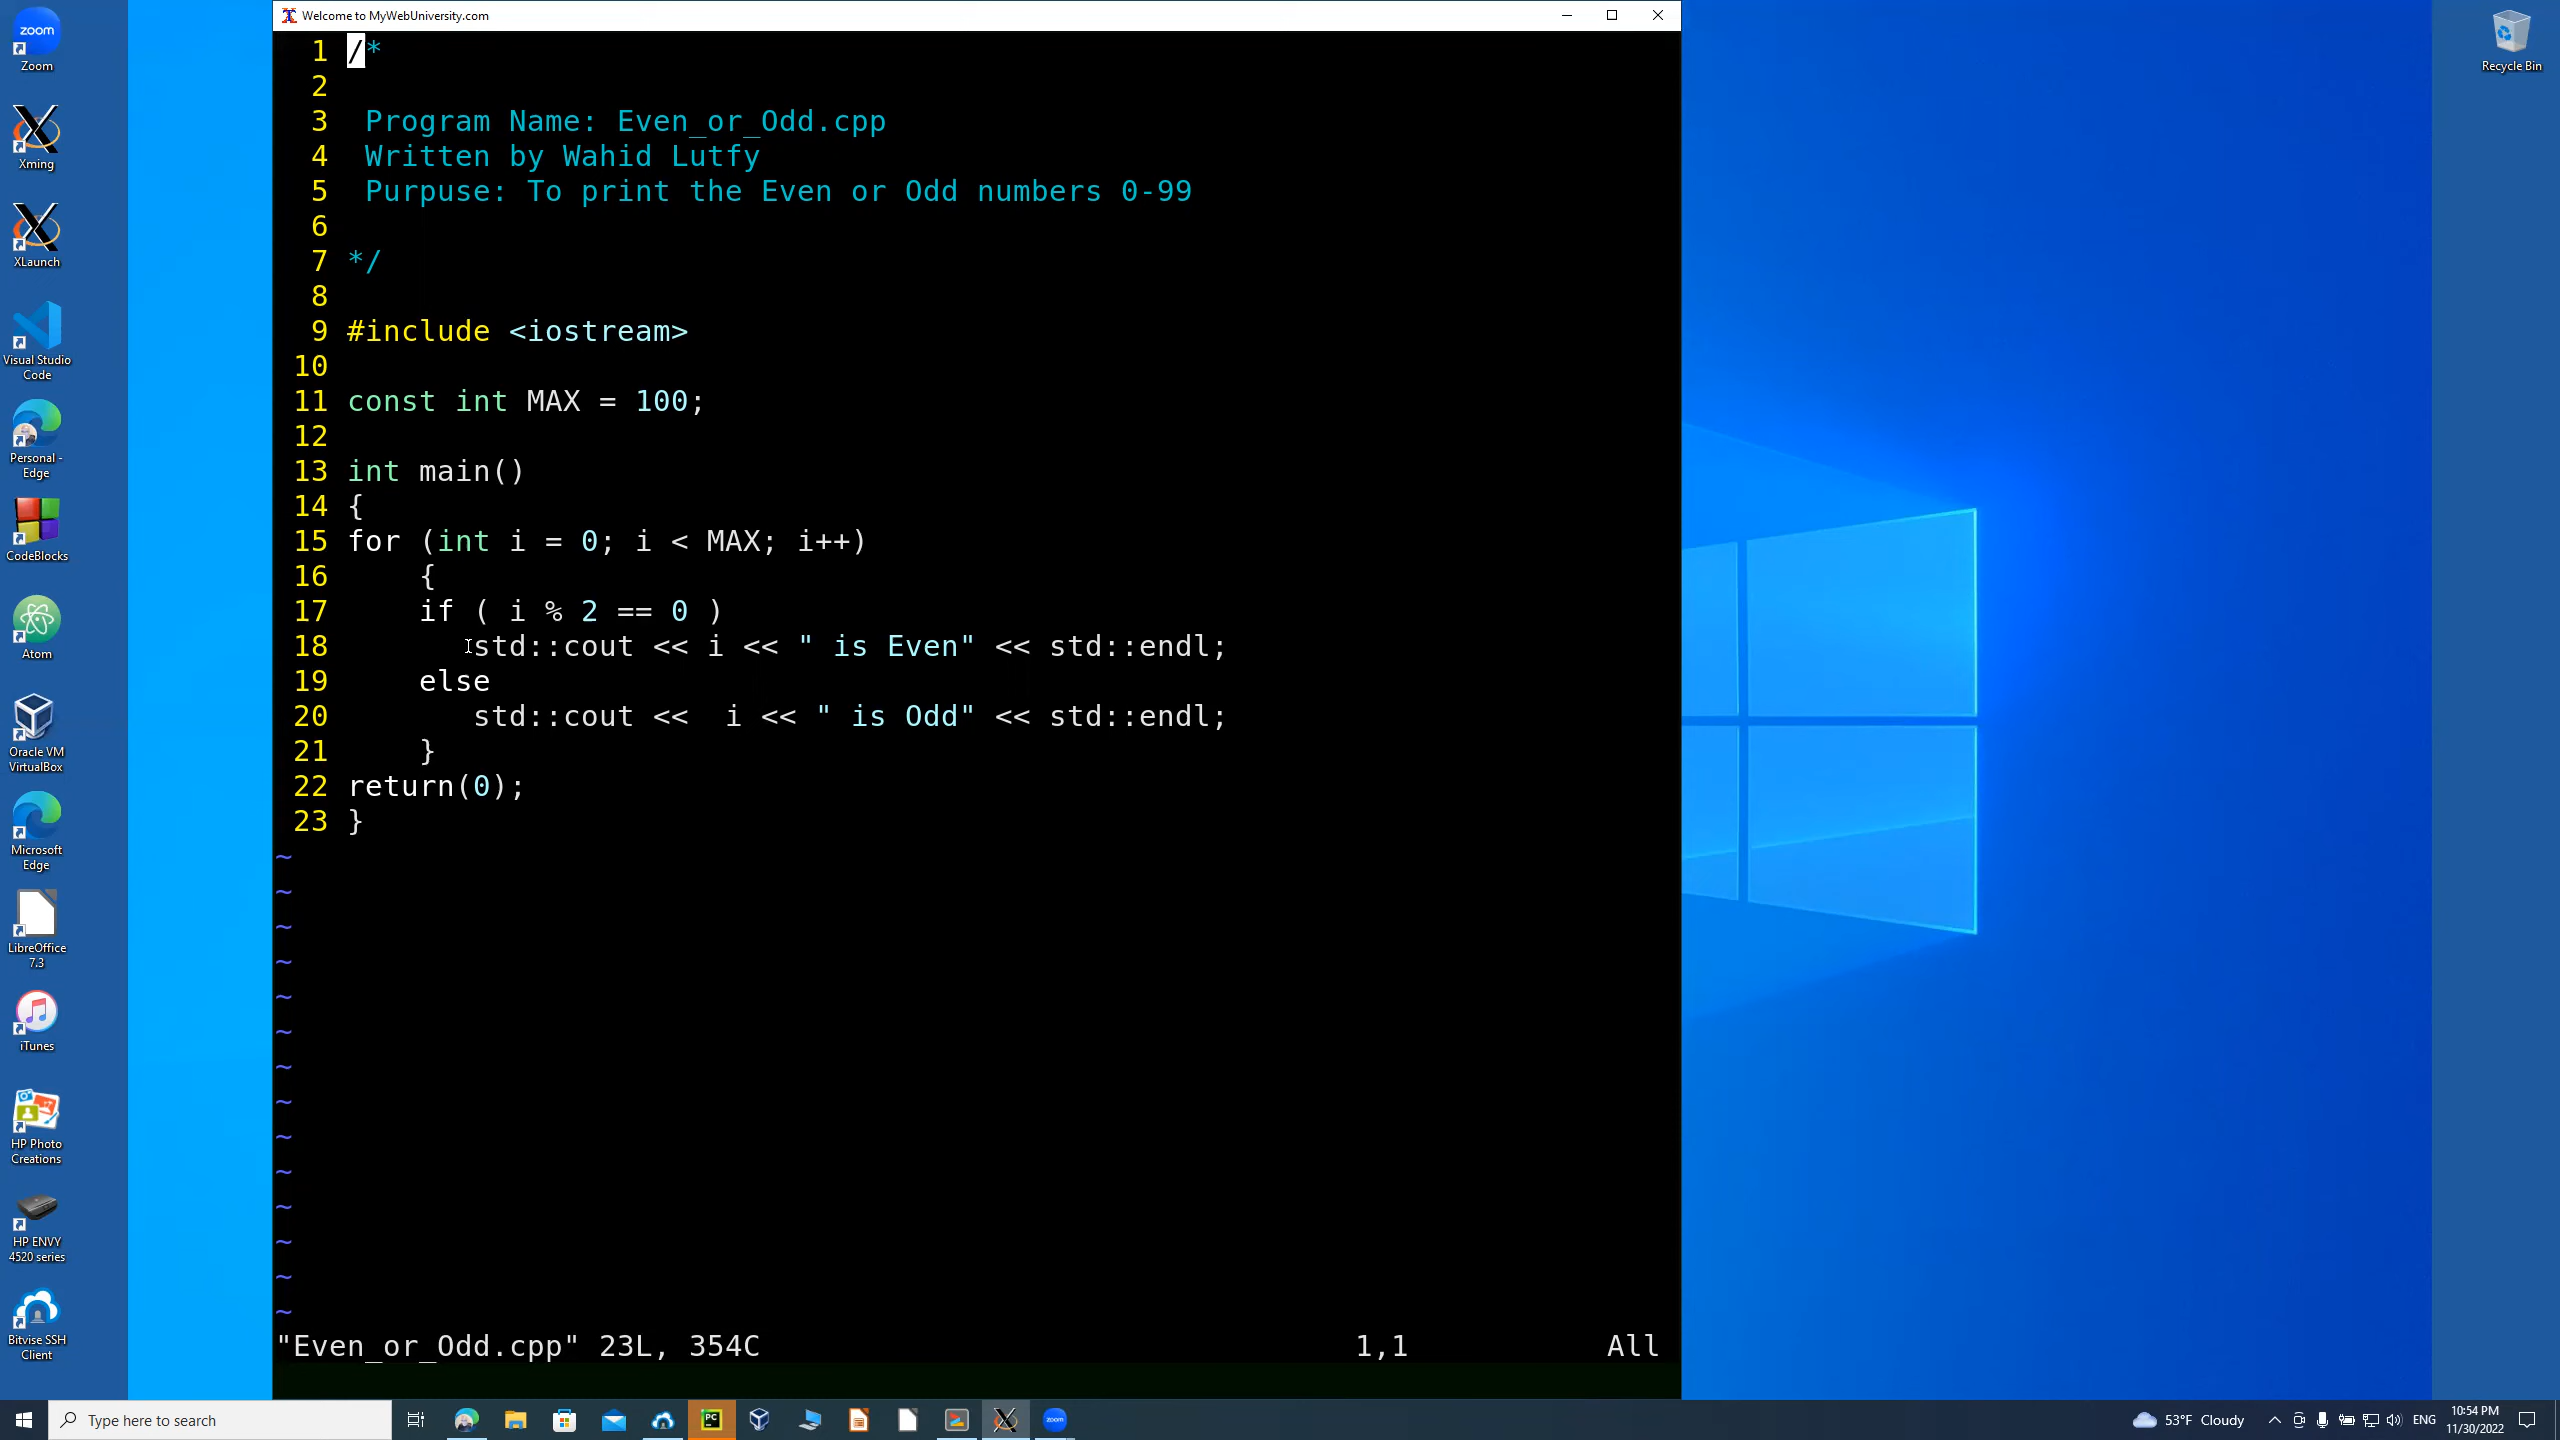 Welcome to MyWebUniversity.com
1 /*
2
3 Program Name: Even_or_Odd.cpp
4 Written by Wahid Lutfy
5 Purpuse: To print the Even or Odd numbers 0-99
6
7 */
8
9 #include <iostream>
10
11 const int MAX = 100;
12
13 int main()
14 {
15 for (int i = 0; i < MAX; i++)
16     {
17     if ( i % 2 == 0 )
18        std::cout << i << " is Even" << std::endl;
19     else
20        std::cout <<  i << " is Odd" << std::endl;
21     }
22 return(0);
23 }
~
~
~
~
~
~
~
~
~
~
~
~
~
~
"Even_or_Odd.cpp" 23L, 354C 1,1 All
zoom
Zoom
Xming
XLaunch
Visual Studio
Code
Personal -
Edge
CodeBlocks
Atom
Oracle VM
VirtualBox
Microsoft
Edge
LibreOffice
7.3
iTunes
HP Photo
Creations
HP ENVY
4520 series
Bitvise SSH
Client
Recycle Bin
Type here to search
PC
zoom
53°F Cloudy
ENG
10:54 PM
11/30/2022